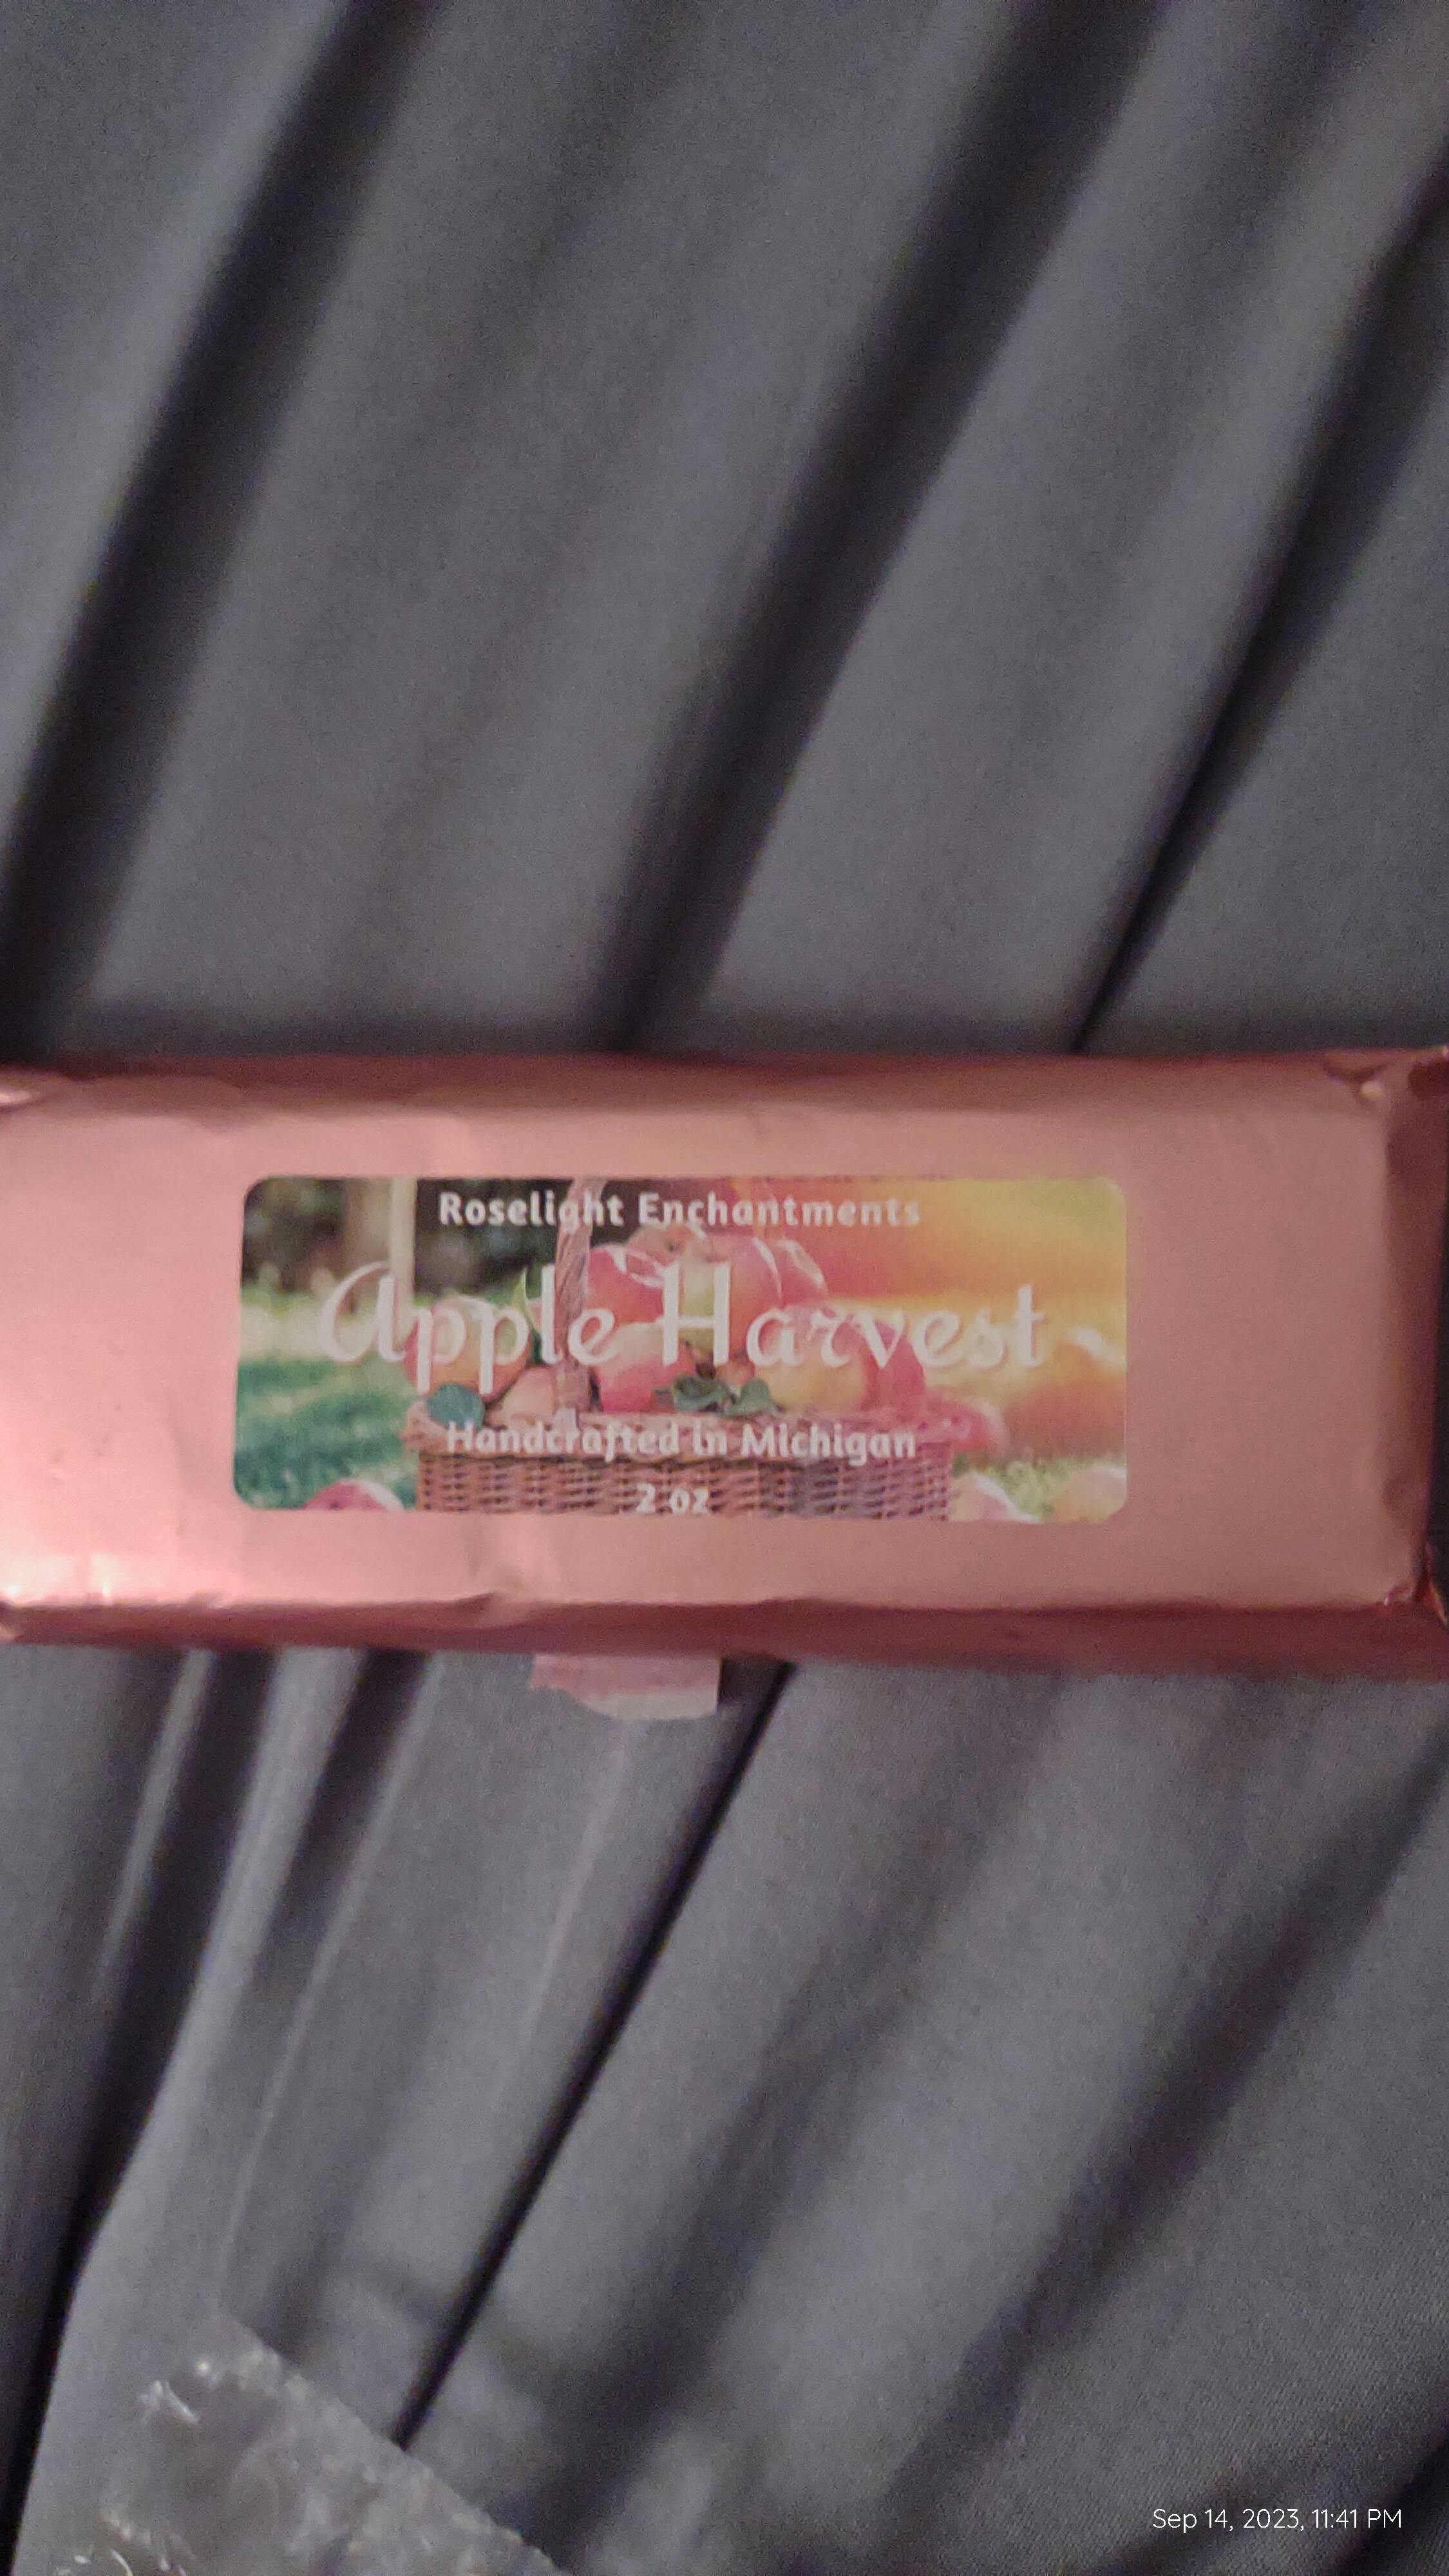 Roselight Enchantments
Apple Harvest
Handcrafted in Michigan
2 oz
Sep 14, 2023, 11:41 PM